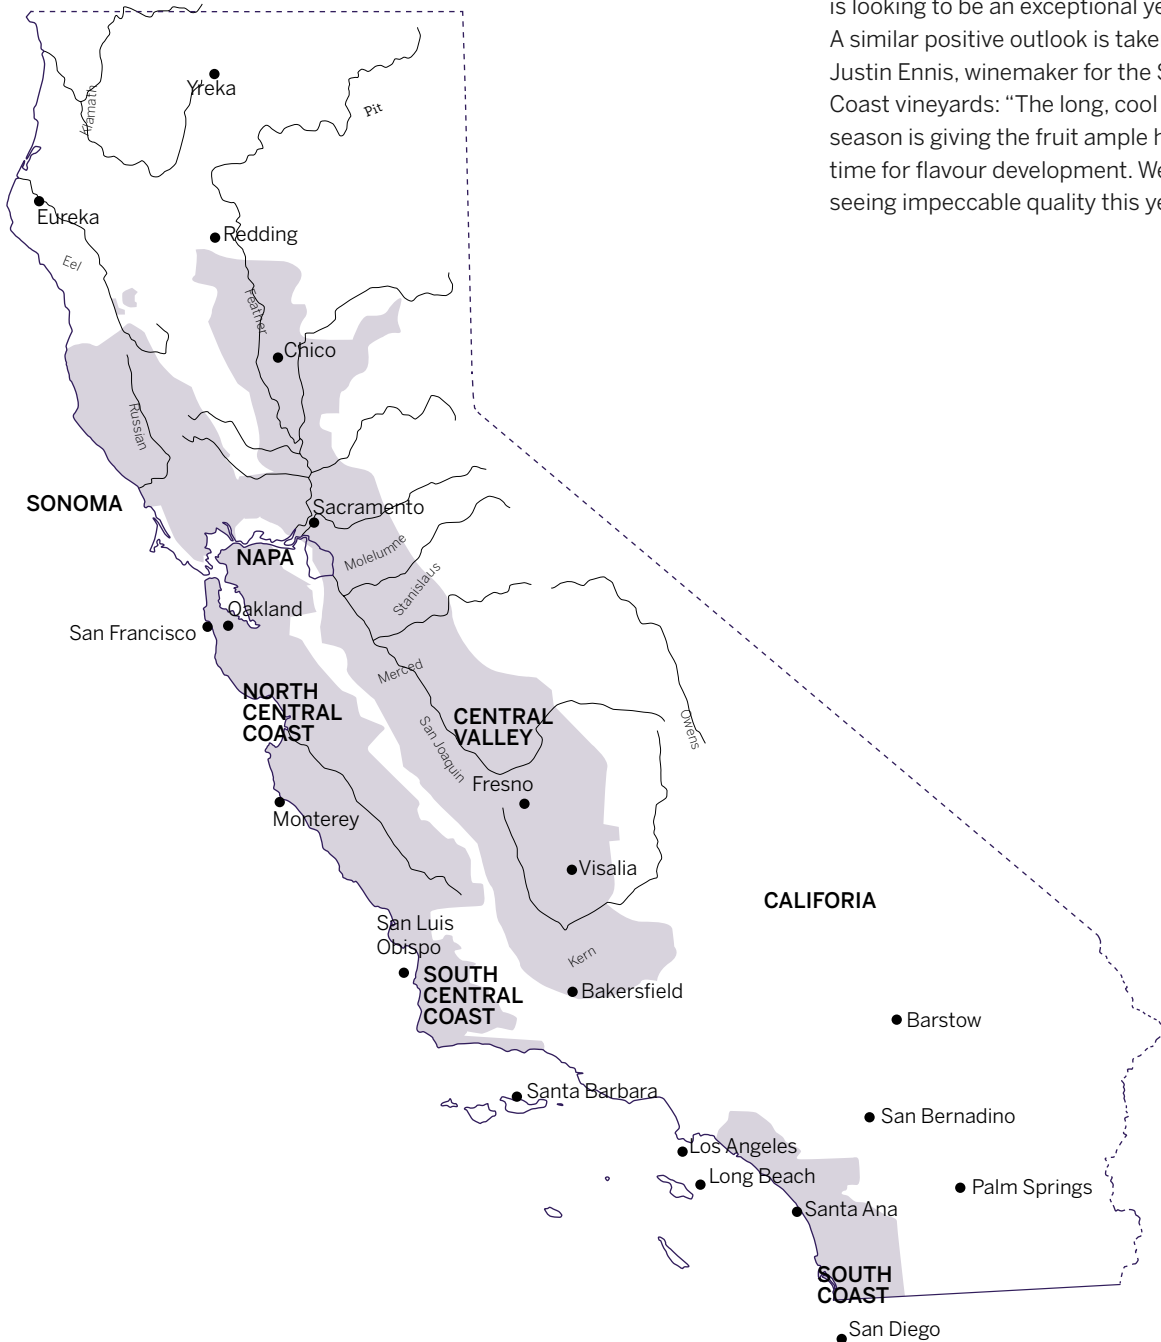 is looking to be an exceptional ye
A similar positive outlook is take
Justin Ennis, winemaker for the S
Coast vineyards: “The long, cool
season is giving the fruit ample h
time for flavour development. We
seeing impeccable quality this ye
Yreka
Klamath
Pit
Eureka
Redding
Eel
Feather
Chico
Russian
SONOMA
Sacramento
NAPA
Molelumne
Stanislaus
Oakland
San Francisco
Merced
NORTH
CENTRAL
COAST
CENTRAL
VALLEY
San Joaquin
Owens
Fresno
Monterey
Visalia
CALIFORIA
San Luis
Obispo
Kern
SOUTH
CENTRAL
COAST
Bakersfield
Barstow
Santa Barbara
San Bernadino
Los Angeles
Long Beach
Palm Springs
Santa Ana
SOUTH
COAST
San Diego